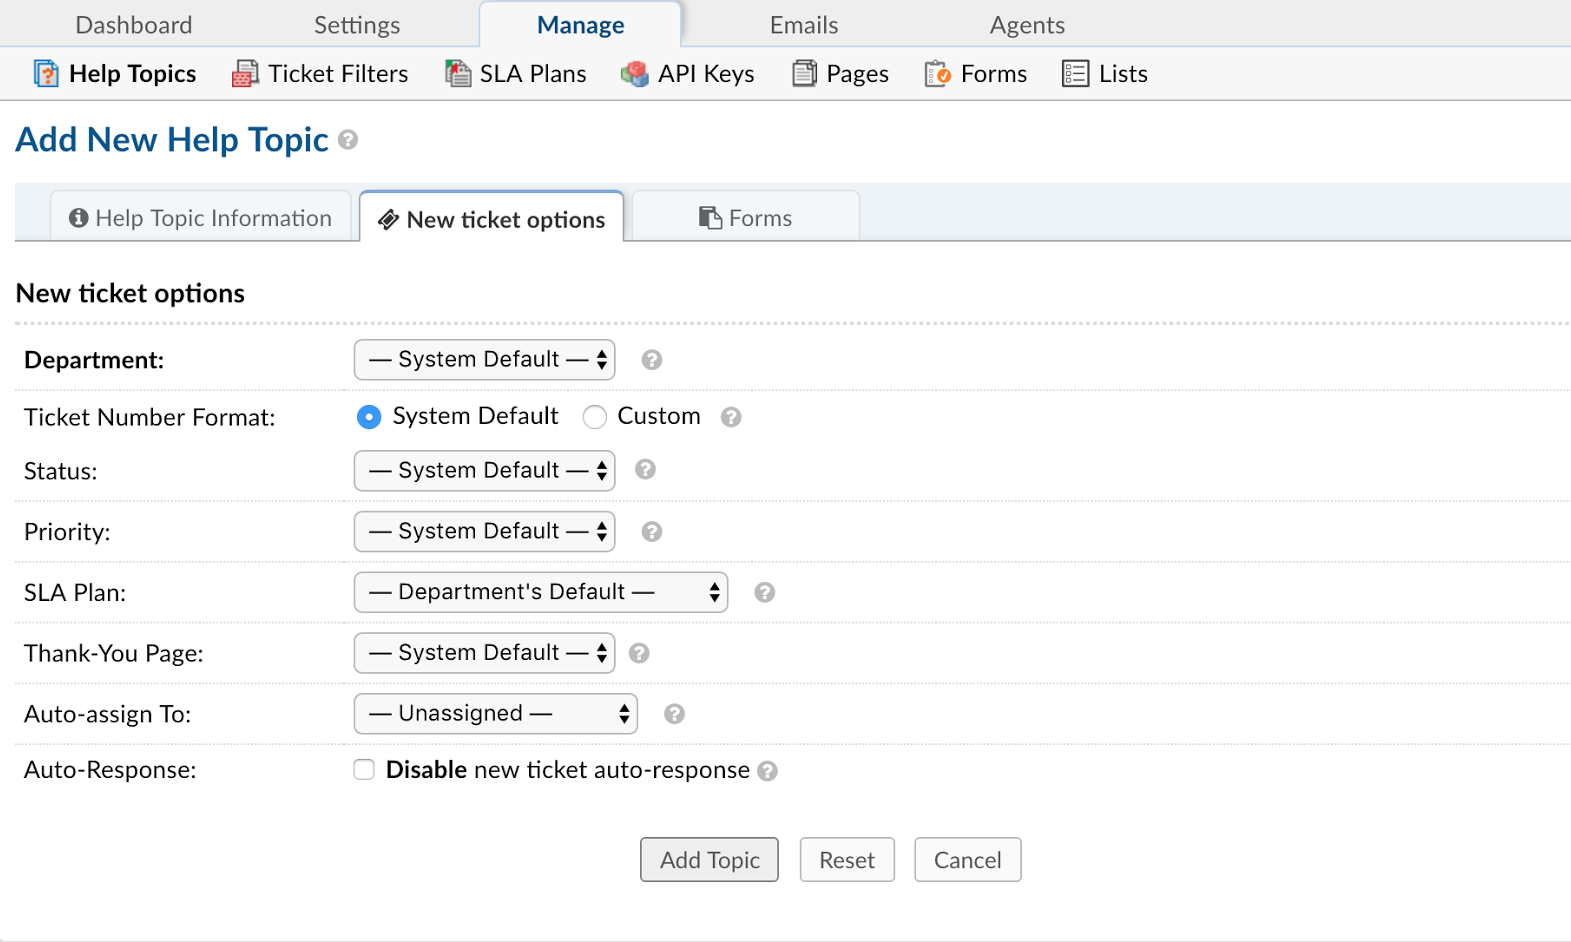 Dashboard Settings Manage Emails Agents
Help Topics Ticket Filters SLA Plans API Keys Pages Forms Lists
Add New Help Topic ?
Help Topic Information New ticket options Forms
New ticket options
Department: — System Default — ?
Ticket Number Format: System Default Custom ?
Status: — System Default — ?
Priority: — System Default — ?
SLA Plan: — Department's Default — ?
Thank-You Page: — System Default — ?
Auto-assign To: — Unassigned — ?
Auto-Response: Disable new ticket auto-response ?
Add Topic Reset Cancel